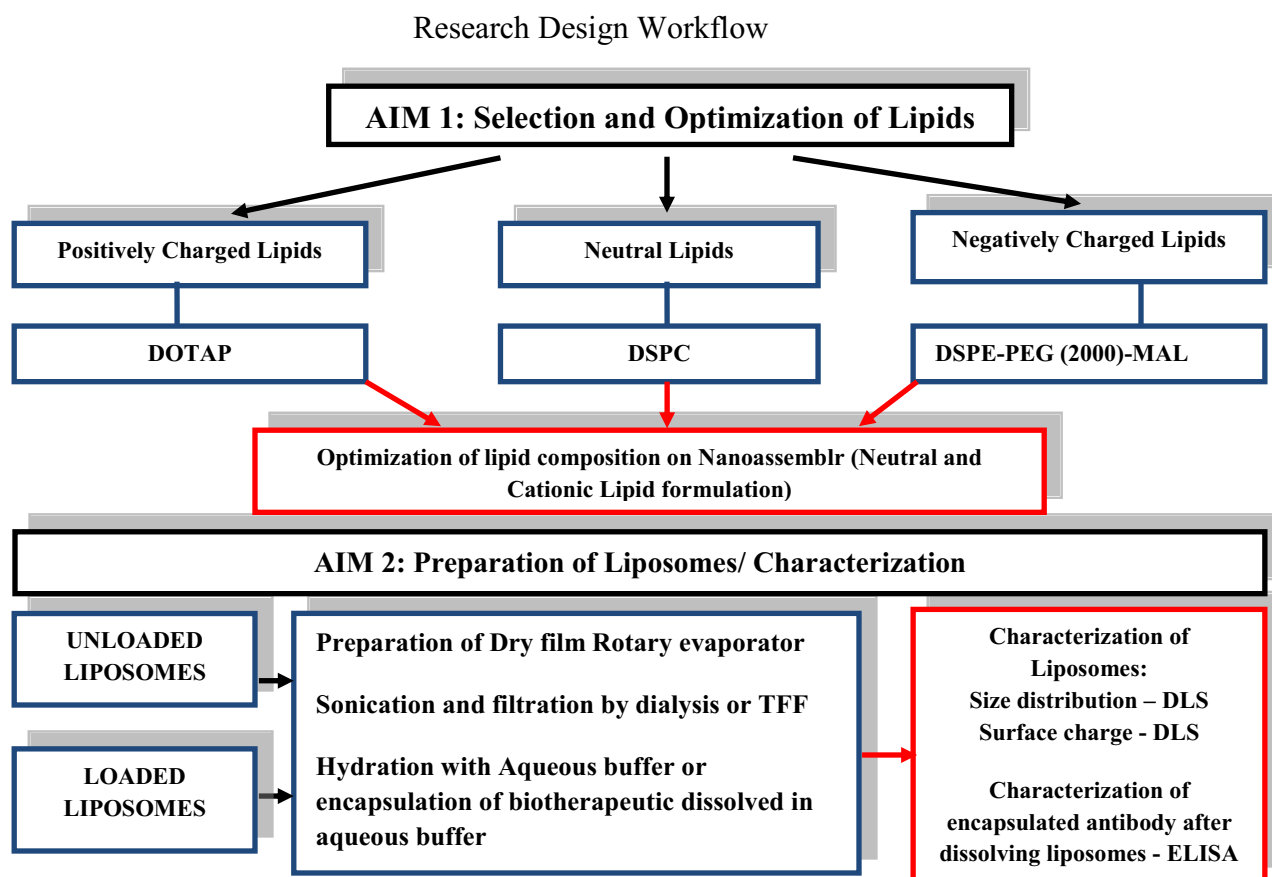 Research Design Workflow
AIM 1: Selection and Optimization of Lipids
Positively Charged Lipids
Neutral Lipids
Negatively Charged Lipids
DOTAP
DSPC
DSPE-PEG (2000)-MAL
Optimization of lipid composition on Nanoassemblr (Neutral and
Cationic Lipid formulation)
AIM 2: Preparation of Liposomes/ Characterization
UNLOADED
LIPOSOMES
LOADED
LIPOSOMES
Preparation of Dry film Rotary evaporator
Sonication and filtration by dialysis or TFF
Hydration with Aqueous buffer or
encapsulation of biotherapeutic dissolved in
aqueous buffer
Characterization of
Liposomes:
Size distribution – DLS
Surface charge - DLS
Characterization of
encapsulated antibody after
dissolving liposomes - ELISA